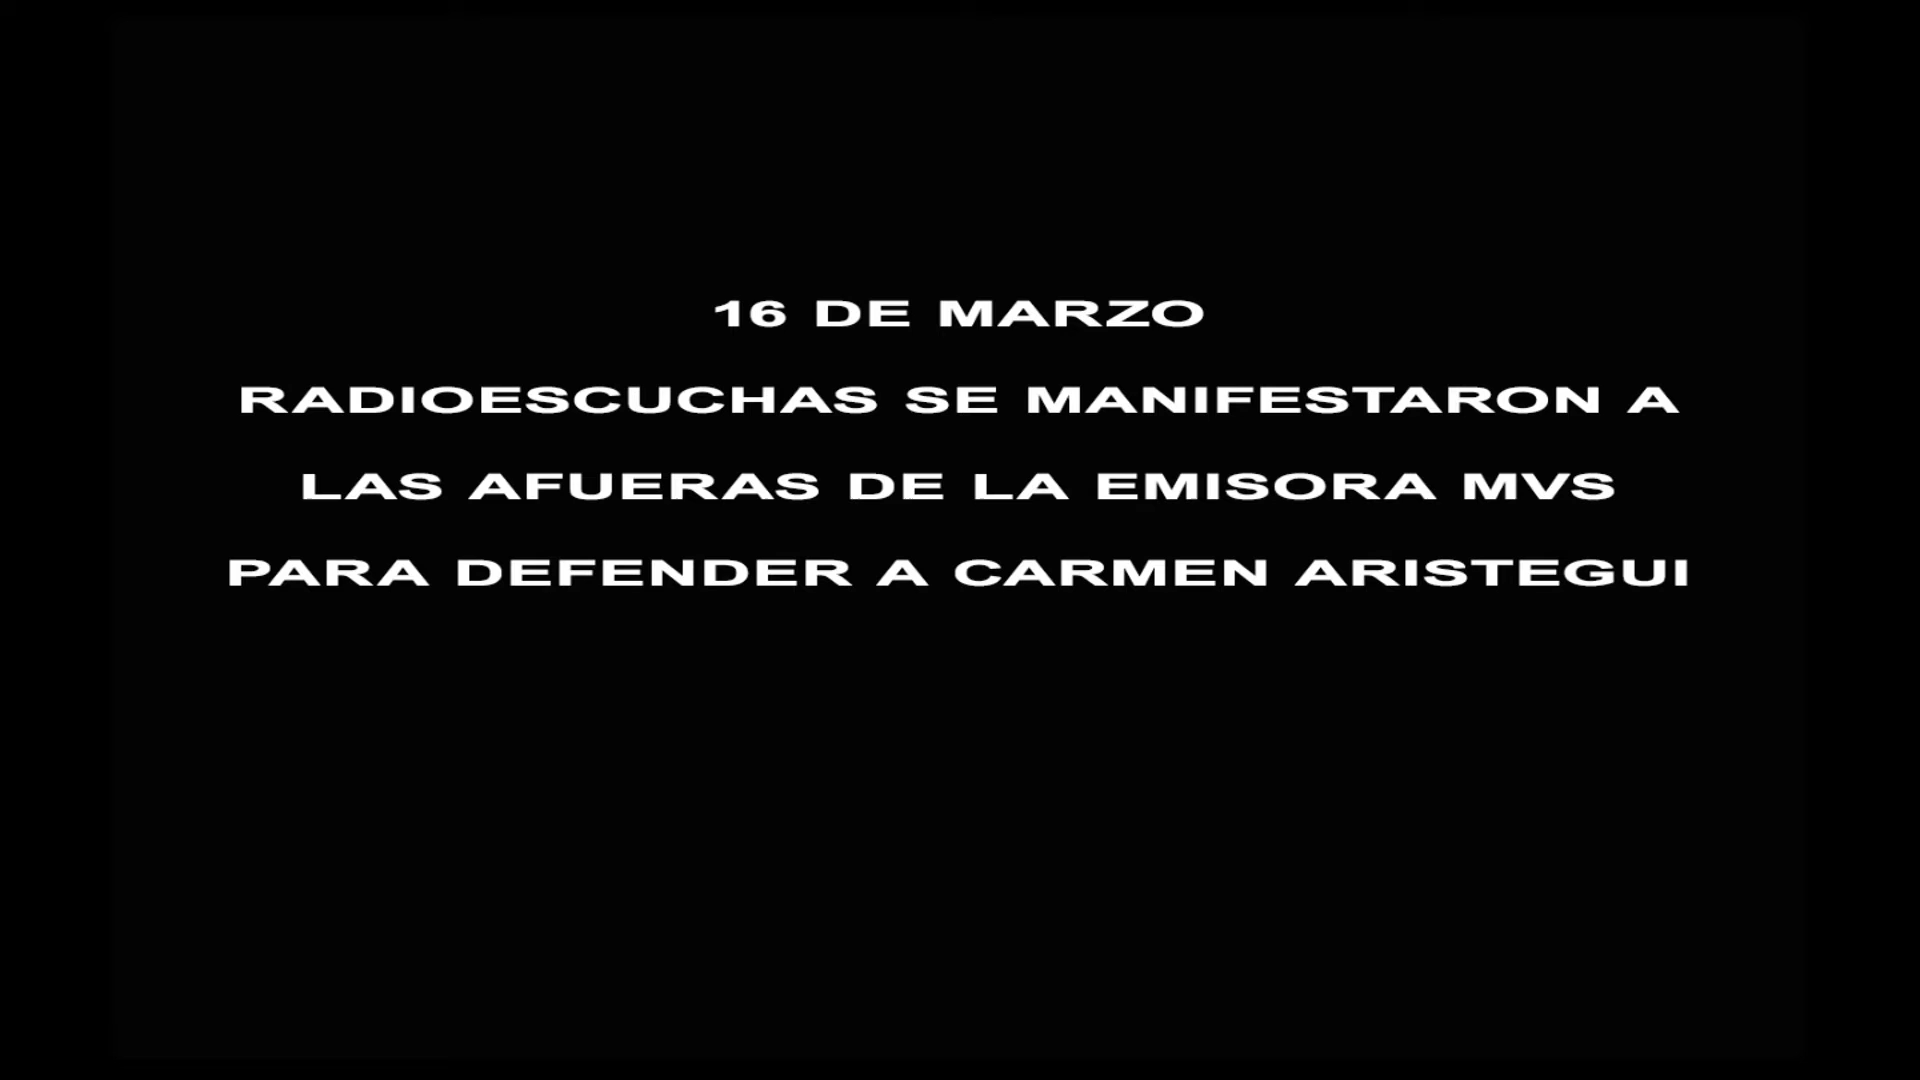 16 DE MARZO
RADIOESCUCHAS SE MANIFESTARON A
LAS AFUERAS DE LA EMISORA MVS
PARA DEFENDER A CARMEN ARISTEGUI